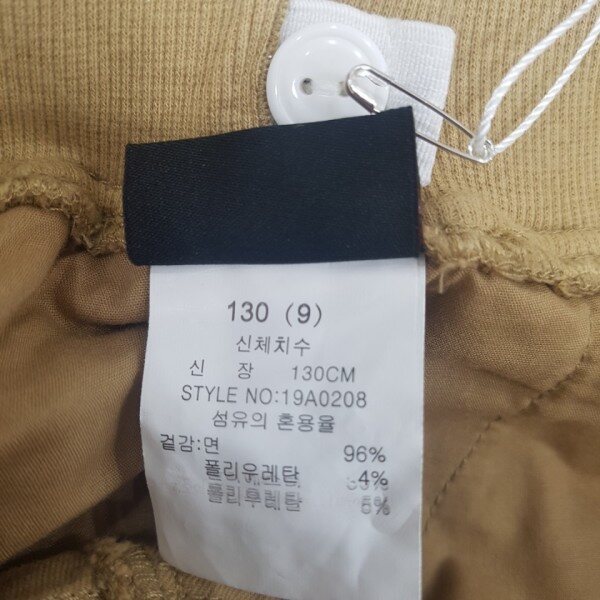 130 (9)
신체치수
신 장 130CM
STYLE NO:19A0208
섬유의 혼용율
겉감:면 96%
폴리우레탄 4%